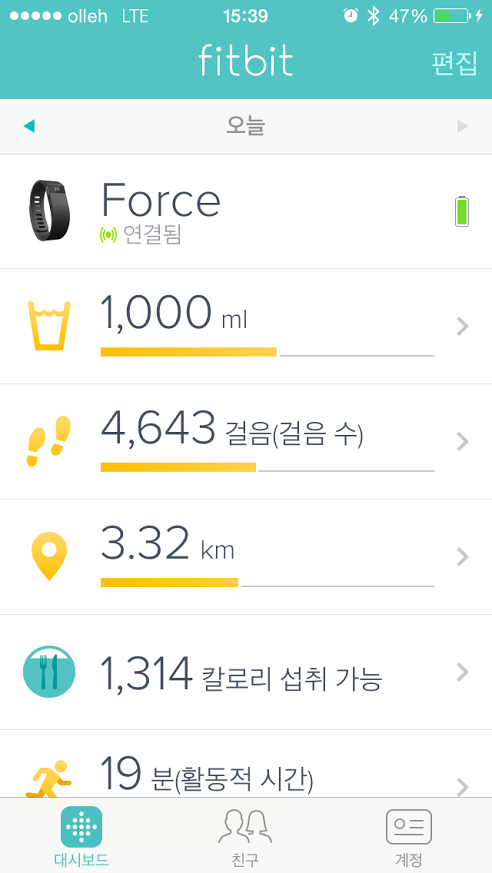 olleh LTE 15:39 47%
fitbit 편집
오늘
Force
연결됨
1,000 ml
4,643 걸음(걸음 수)
3.32 km
1,314 칼로리 섭취 가능
19 분(활동적 시간)
대시보드 친구 계정